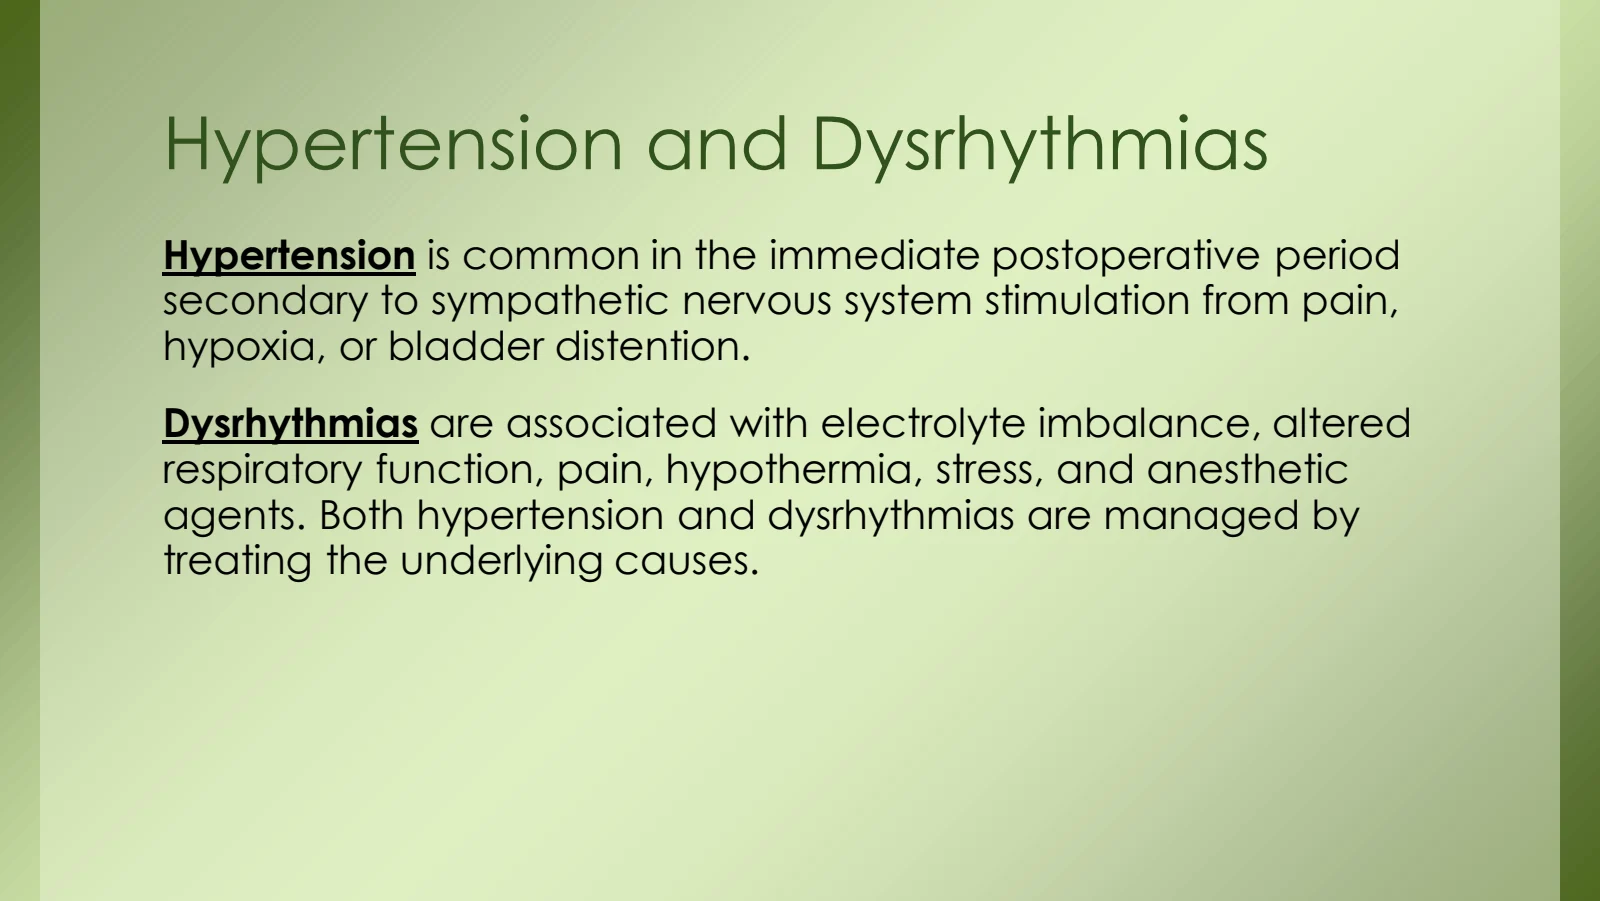 Hypertension and Dysrhythmias
Hypertension is common in the immediate postoperative period
secondary to sympathetic nervous system stimulation from pain,
hypoxia, or bladder distention.
Dysrhythmias are associated with electrolyte imbalance, altered
respiratory function, pain, hypothermia, stress, and anesthetic
agents. Both hypertension and dysrhythmias are managed by
treating the underlying causes.